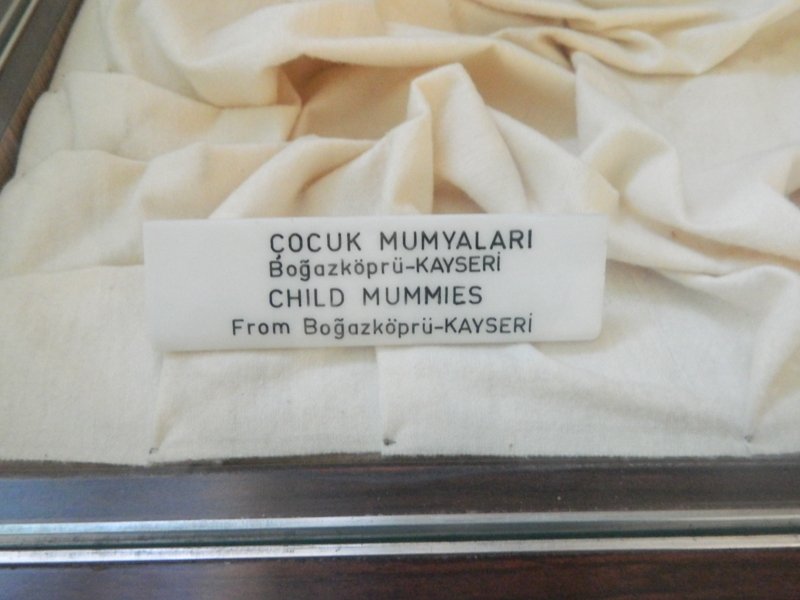 ÇOCUK MUMYALARI
Boğazköprü-KAYSERİ
CHILD MUMMIES
From Boğazköprü-KAYSERİ